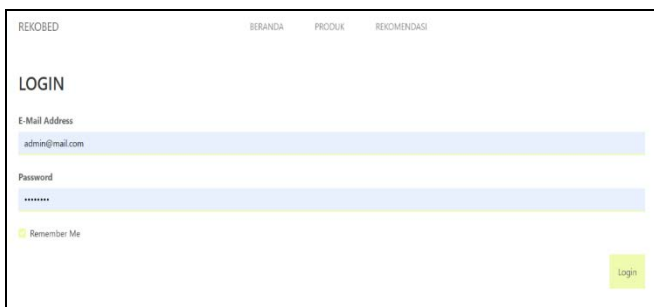 REKOBED BERANDA PRODUK REKOMENDASI
LOGIN
E-Mail Address
admin@mail.com
Password
••••••••
Remember Me
Login